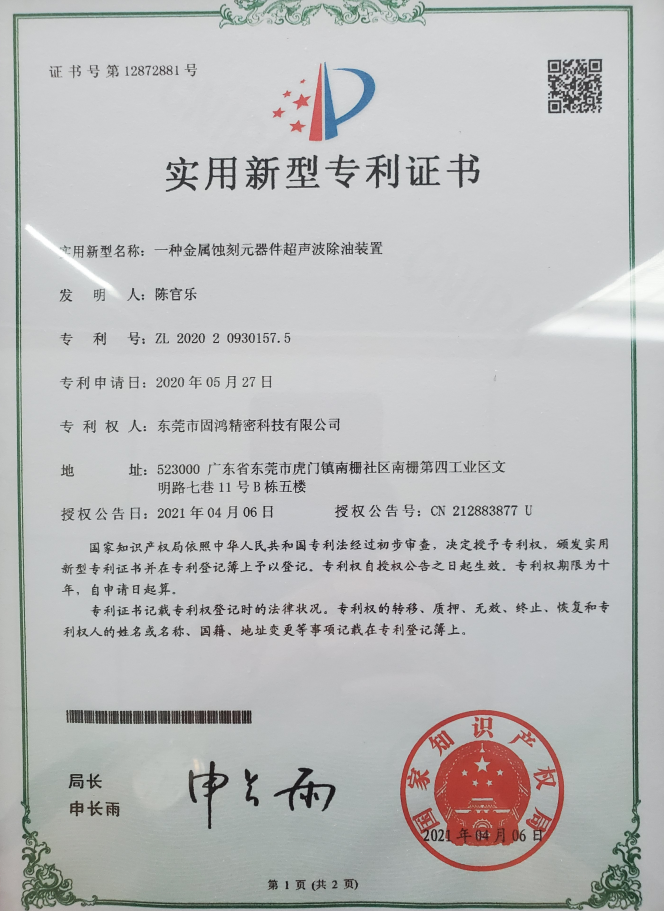 证书号第12872881号
实用新型专利证书
实用新型名称：一种金属蚀刻元器件超声波除油装置
发明人：陈官乐
专利号：ZL 2020 2 0930157.5
专利申请日：2020年05月27日
专利权人：东莞市固鸿精密科技有限公司
地址：523000 广东省东莞市虎门镇南栅社区南栅第四工业区文
明路七巷11号B栋五楼
授权公告日：2021年04月06日 授权公告号：CN 212883877 U
国家知识产权局依照中华人民共和国专利法经过初步审查，决定授予专利权，颁发实用
新型专利证书并在专利登记簿上予以登记。专利权自授权公告之日起生效。专利权期限为十
年，自申请日起算。
专利证书记载专利权登记时的法律状况。专利权的转移、质押、无效、终止、恢复和专
利权人的姓名或名称、国籍、地址变更等事项记载在专利登记簿上。
局长
申长雨
申长雨
国家知识产权局
2021年04月06日
第1页(共2页)